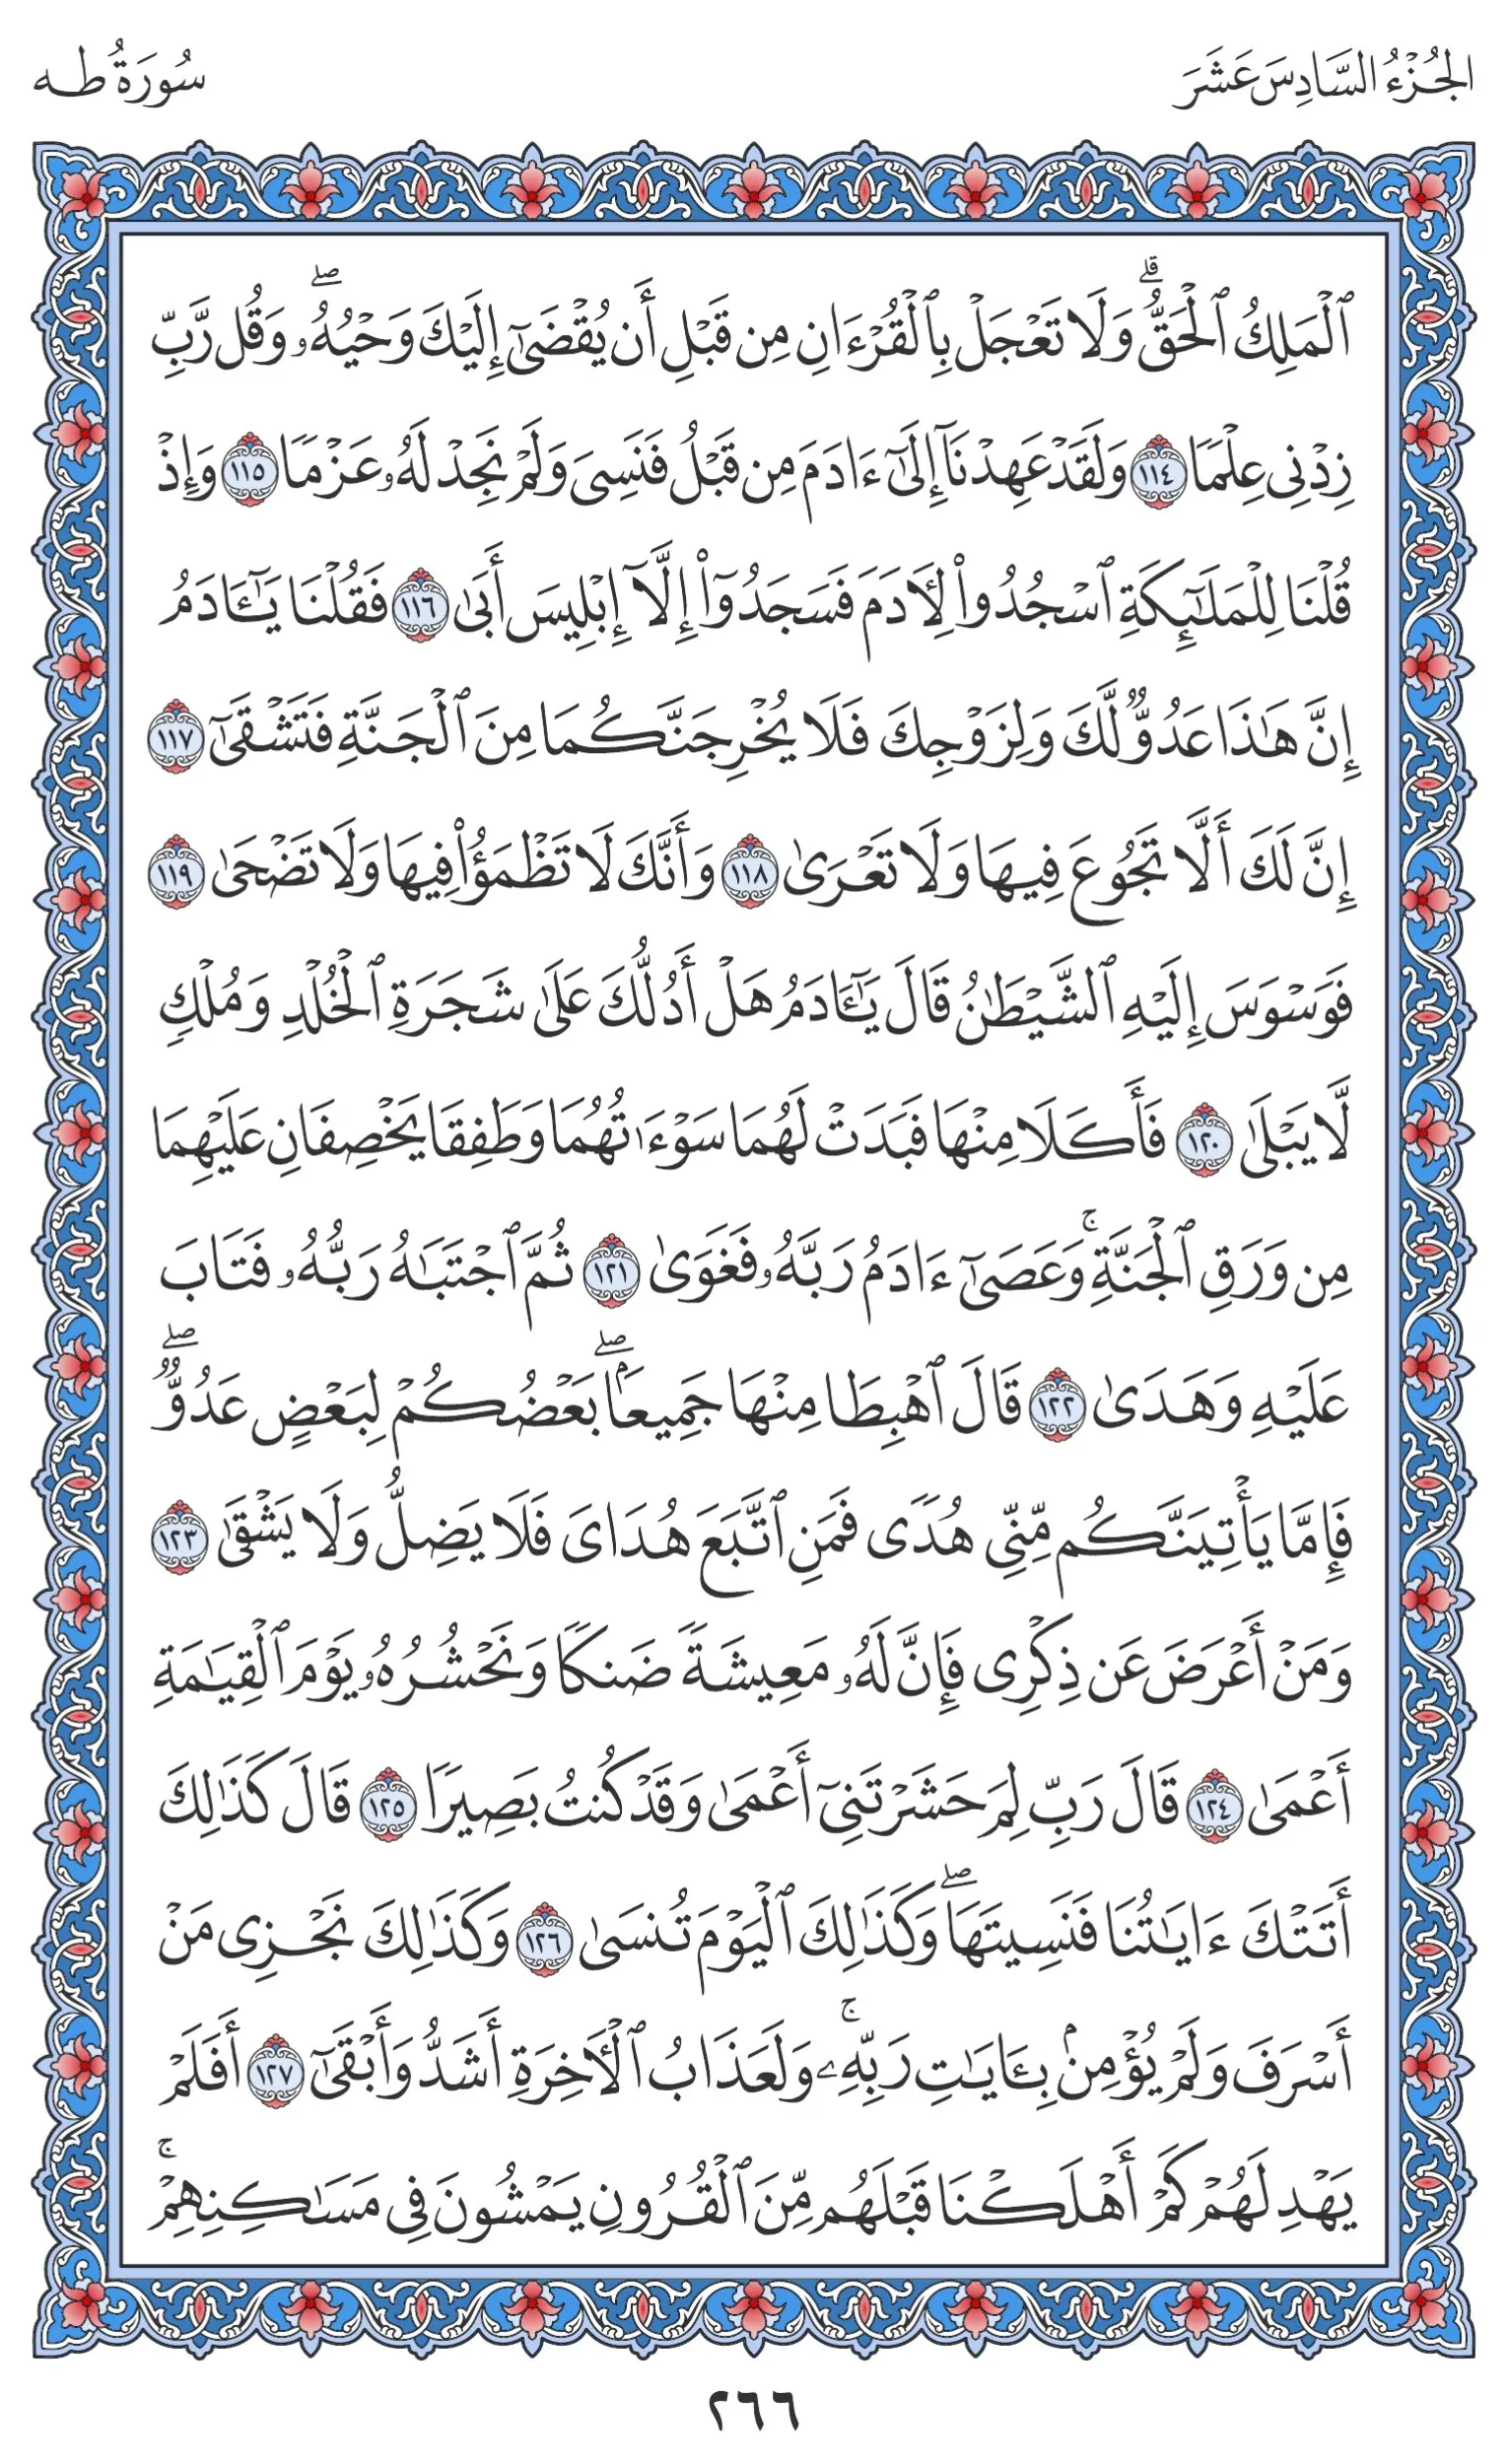 الجُزْءُ السَّادِسَ عَشَرَ
سُورَةُ طه
ٱلْمَلِكُ ٱلْحَقُّ ۗ وَلَا تَعْجَلْ بِٱلْقُرْءَانِ مِن قَبْلِ أَن يُقْضَىٰٓ إِلَيْكَ وَحْيُهُۥ ۖ وَقُل رَّبِّ
زِدْنِى عِلْمًا ١١٤ وَلَقَدْ عَهِدْنَآ إِلَىٰٓ ءَادَمَ مِن قَبْلُ فَنَسِىَ وَلَمْ نَجِدْ لَهُۥ عَزْمًا ١١٥ وَإِذْ
قُلْنَا لِلْمَلَـٰٓئِكَةِ ٱسْجُدُوا۟ لِـَٔادَمَ فَسَجَدُوٓا۟ إِلَّآ إِبْلِيسَ أَبَىٰ ١١٦ فَقُلْنَا يَـٰٓـَٔادَمُ
إِنَّ هَـٰذَا عَدُوٌّ لَّكَ وَلِزَوْجِكَ فَلَا يُخْرِجَنَّكُمَا مِنَ ٱلْجَنَّةِ فَتَشْقَىٰٓ ١١٧
إِنَّ لَكَ أَلَّا تَجُوعَ فِيهَا وَلَا تَعْرَىٰ ١١٨ وَأَنَّكَ لَا تَظْمَؤُا۟ فِيهَا وَلَا تَضْحَىٰ ١١٩
فَوَسْوَسَ إِلَيْهِ ٱلشَّيْطَـٰنُ قَالَ يَـٰٓـَٔادَمُ هَلْ أَدُلُّكَ عَلَىٰ شَجَرَةِ ٱلْخُلْدِ وَمُلْكٍ
لَّا يَبْلَىٰ ١٢٠ فَأَكَلَا مِنْهَا فَبَدَتْ لَهُمَا سَوْءَٰتُهُمَا وَطَفِقَا يَخْصِفَانِ عَلَيْهِمَا
مِن وَرَقِ ٱلْجَنَّةِ ۚ وَعَصَىٰٓ ءَادَمُ رَبَّهُۥ فَغَوَىٰ ١٢١ ثُمَّ ٱجْتَبَـٰهُ رَبُّهُۥ فَتَابَ
عَلَيْهِ وَهَدَىٰ ١٢٢ قَالَ ٱهْبِطَا مِنْهَا جَمِيعًۢا ۖ بَعْضُكُمْ لِبَعْضٍ عَدُوٌّ ۖ
فَإِمَّا يَأْتِيَنَّكُم مِّنِّى هُدًى فَمَنِ ٱتَّبَعَ هُدَاىَ فَلَا يَضِلُّ وَلَا يَشْقَىٰ ١٢٣
وَمَنْ أَعْرَضَ عَن ذِكْرِى فَإِنَّ لَهُۥ مَعِيشَةً ضَنكًا وَنَحْشُرُهُۥ يَوْمَ ٱلْقِيَـٰمَةِ
أَعْمَىٰ ١٢٤ قَالَ رَبِّ لِمَ حَشَرْتَنِىٓ أَعْمَىٰ وَقَدْ كُنتُ بَصِيرًا ١٢٥ قَالَ كَذَٰلِكَ
أَتَتْكَ ءَايَـٰتُنَا فَنَسِيتَهَا ۖ وَكَذَٰلِكَ ٱلْيَوْمَ تُنسَىٰ ١٢٦ وَكَذَٰلِكَ نَجْزِى مَنْ
أَسْرَفَ وَلَمْ يُؤْمِنۢ بِـَٔايَـٰتِ رَبِّهِۦ ۚ وَلَعَذَابُ ٱلْـَٔاخِرَةِ أَشَدُّ وَأَبْقَىٰٓ ١٢٧ أَفَلَمْ
يَهْدِ لَهُمْ كَمْ أَهْلَكْنَا قَبْلَهُم مِّنَ ٱلْقُرُونِ يَمْشُونَ فِى مَسَـٰكِنِهِمْ ۚ
٢٦٦